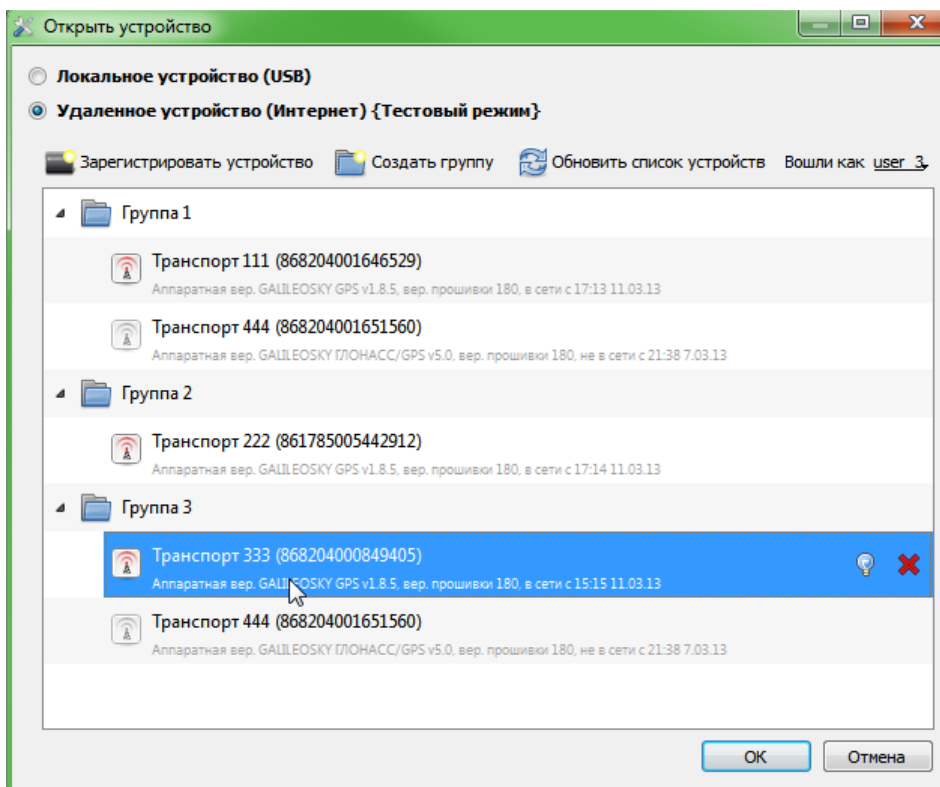 Открыть устройство
Локальное устройство (USB)
Удаленное устройство (Интернет) {Тестовый режим}
Зарегистрировать устройство Создать группу Обновить список устройств Вошли как user_3
Группа 1
Транспорт 111 (868204001646529)
Аппаратная вер. GALILEOSKY GPS v1.8.5, вер. прошивки 180, в сети с 17:13 11.03.13
Транспорт 444 (868204001651560)
Аппаратная вер. GALILEOSKY ГЛОНАСС/GPS v5.0, вер. прошивки 180, не в сети с 21:38 7.03.13
Группа 2
Транспорт 222 (861785005442912)
Аппаратная вер. GALILEOSKY GPS v1.8.5, вер. прошивки 180, в сети с 17:14 11.03.13
Группа 3
Транспорт 333 (868204000849405)
Аппаратная вер. GALILEOSKY GPS v1.8.5, вер. прошивки 180, в сети с 15:15 11.03.13
Транспорт 444 (868204001651560)
Аппаратная вер. GALILEOSKY ГЛОНАСС/GPS v5.0, вер. прошивки 180, не в сети с 21:38 7.03.13
ОК Отмена